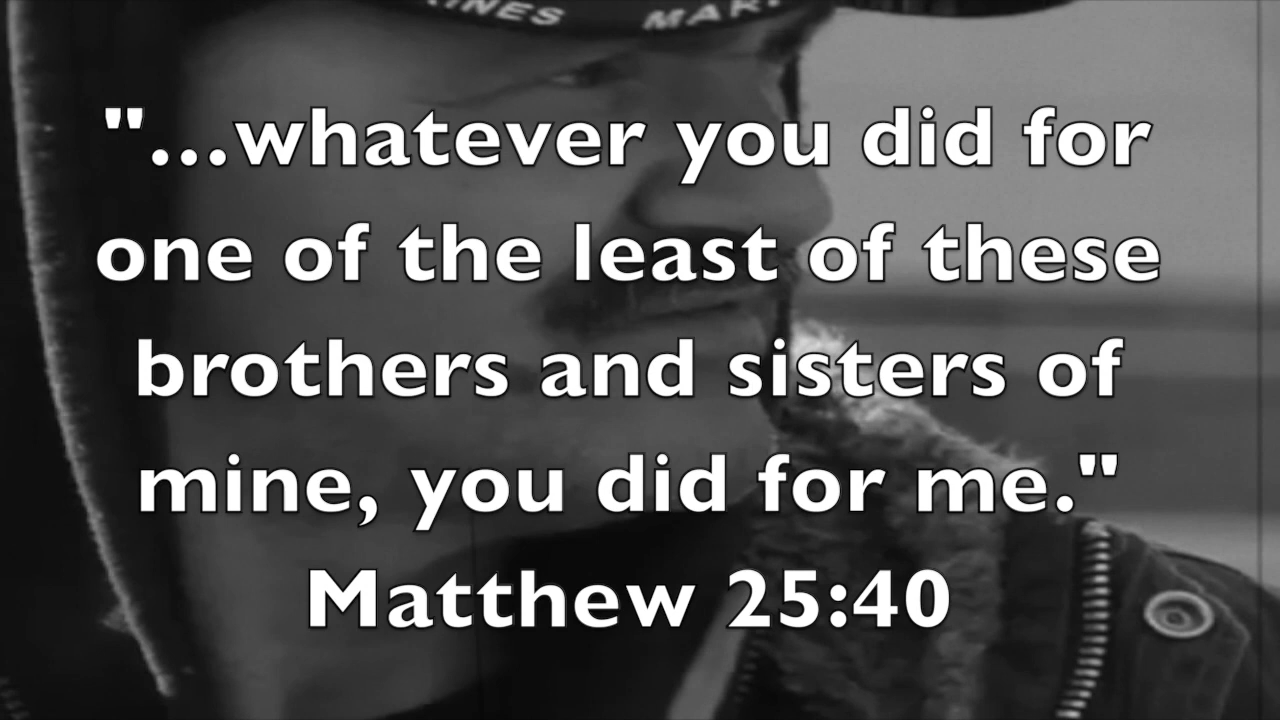 MAR
"...whatever you did for
one of the least of these
brothers and sisters of
mine, you did for me."
Matthew 25:40